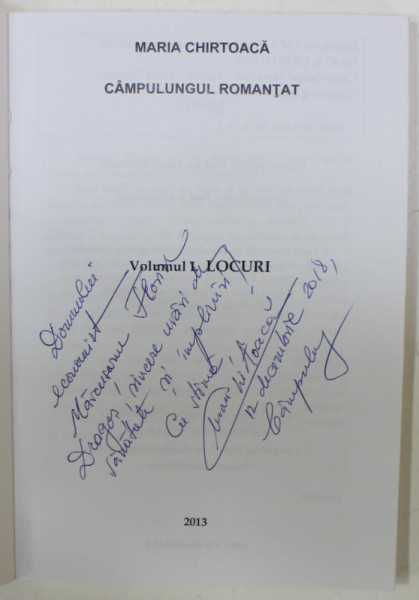 MARIA CHIRTOACĂ
CÂMPULUNGUL ROMANȚAT
Volumul I. LOCURI
Domnului
economist
Florin
Dragoș, sincere urări de
sănătate și împliniri!
Cu stimă,
12 decembrie 2018,
Câmpulung
2013